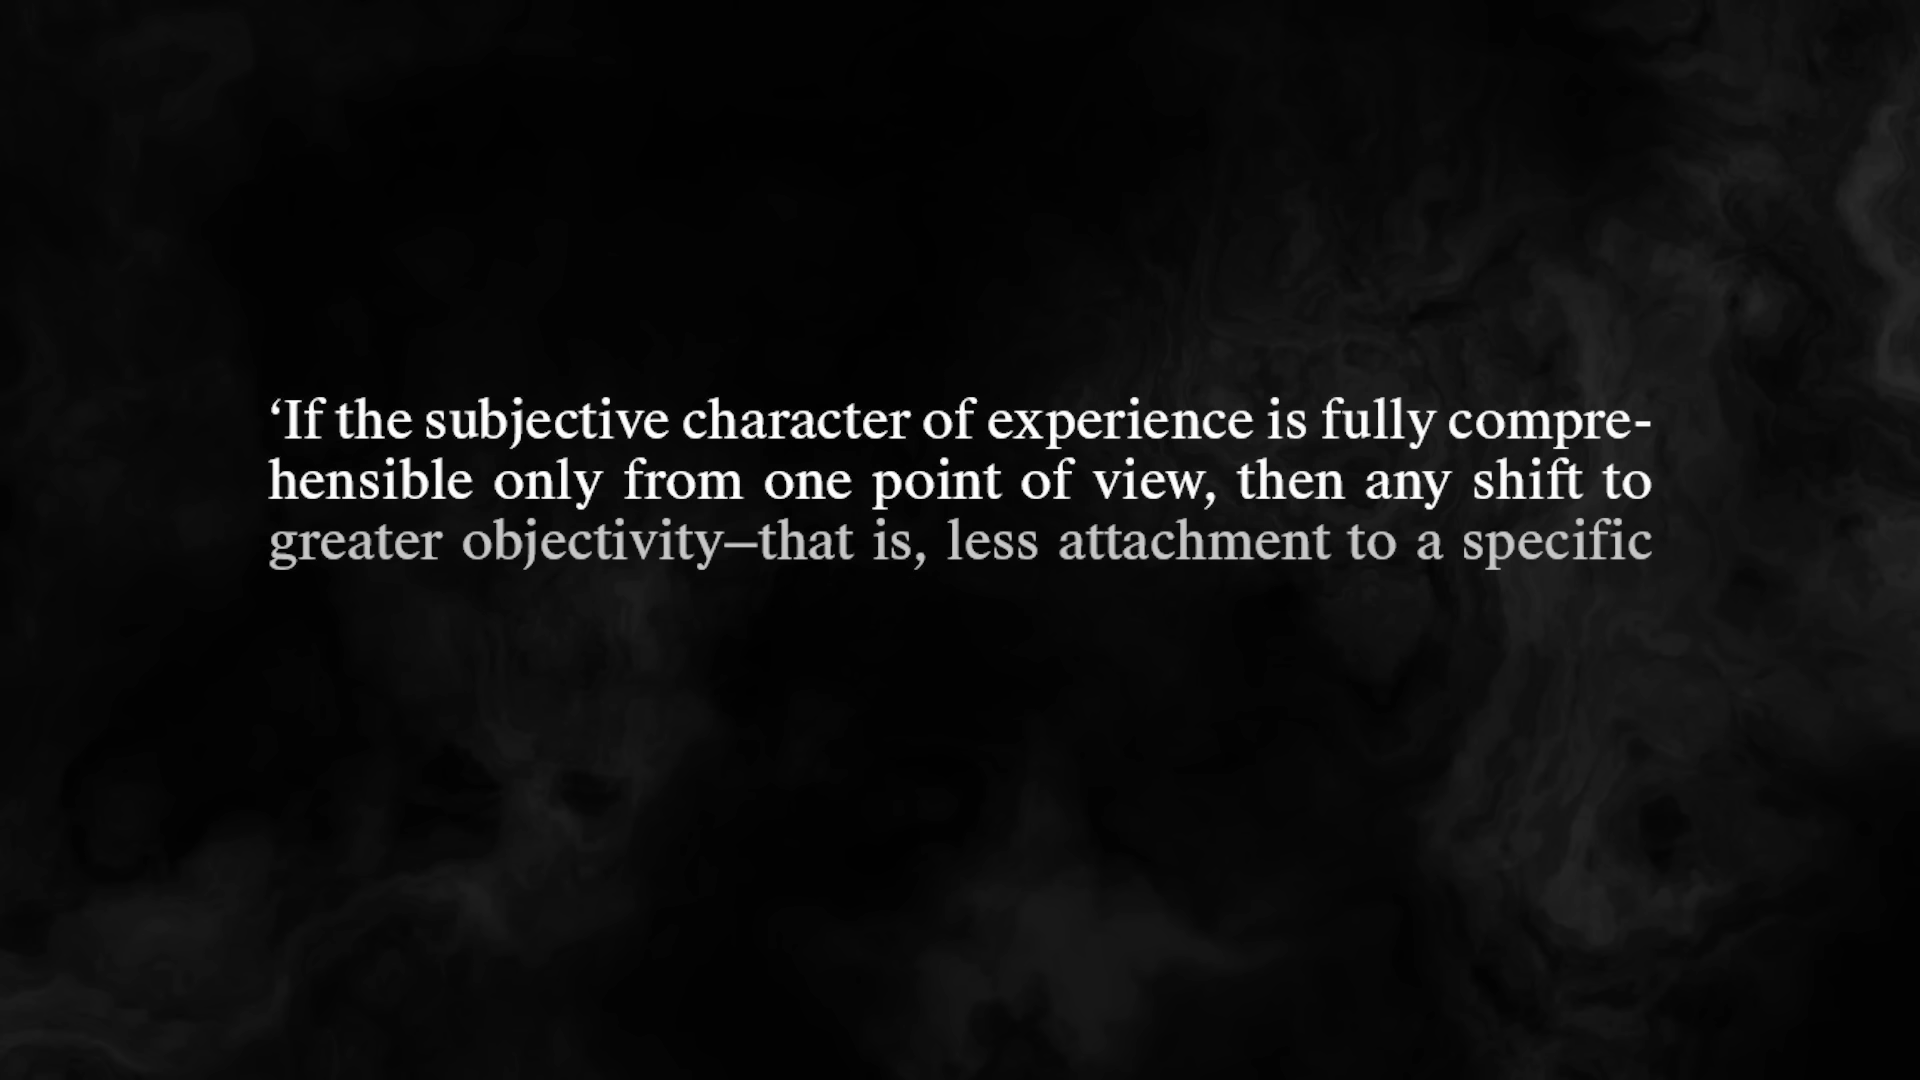 ‘If the subjective character of experience is fully compre-
hensible only from one point of view, then any shift to
greater objectivity—that is, less attachment to a specific